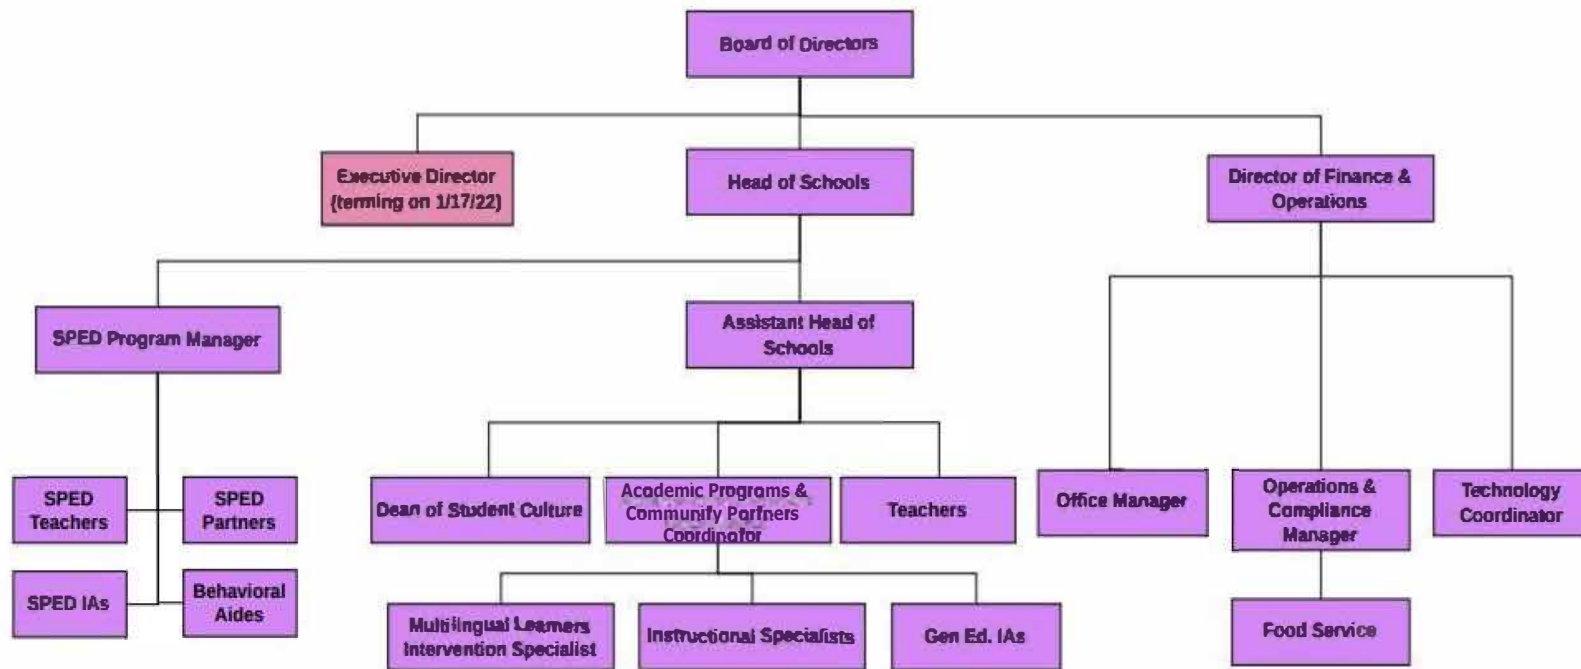 Board of Directors
Executive Director
(terming on 1/17/22)
Head of Schools
Director of Finance &
Operations
SPED Program Manager
Assistant Head of
Schools
SPED
Teachers
SPED
Partners
Dean of Student Culture
Academic Programs &
Community Partners
Coordinator
Teachers
Office Manager
Operations &
Compliance
Manager
Technology
Coordinator
SPED IAs
Behavioral
Aides
Multilingual Learners
Intervention Specialist
Instructional Specialists
Gen Ed. IAs
Food Service